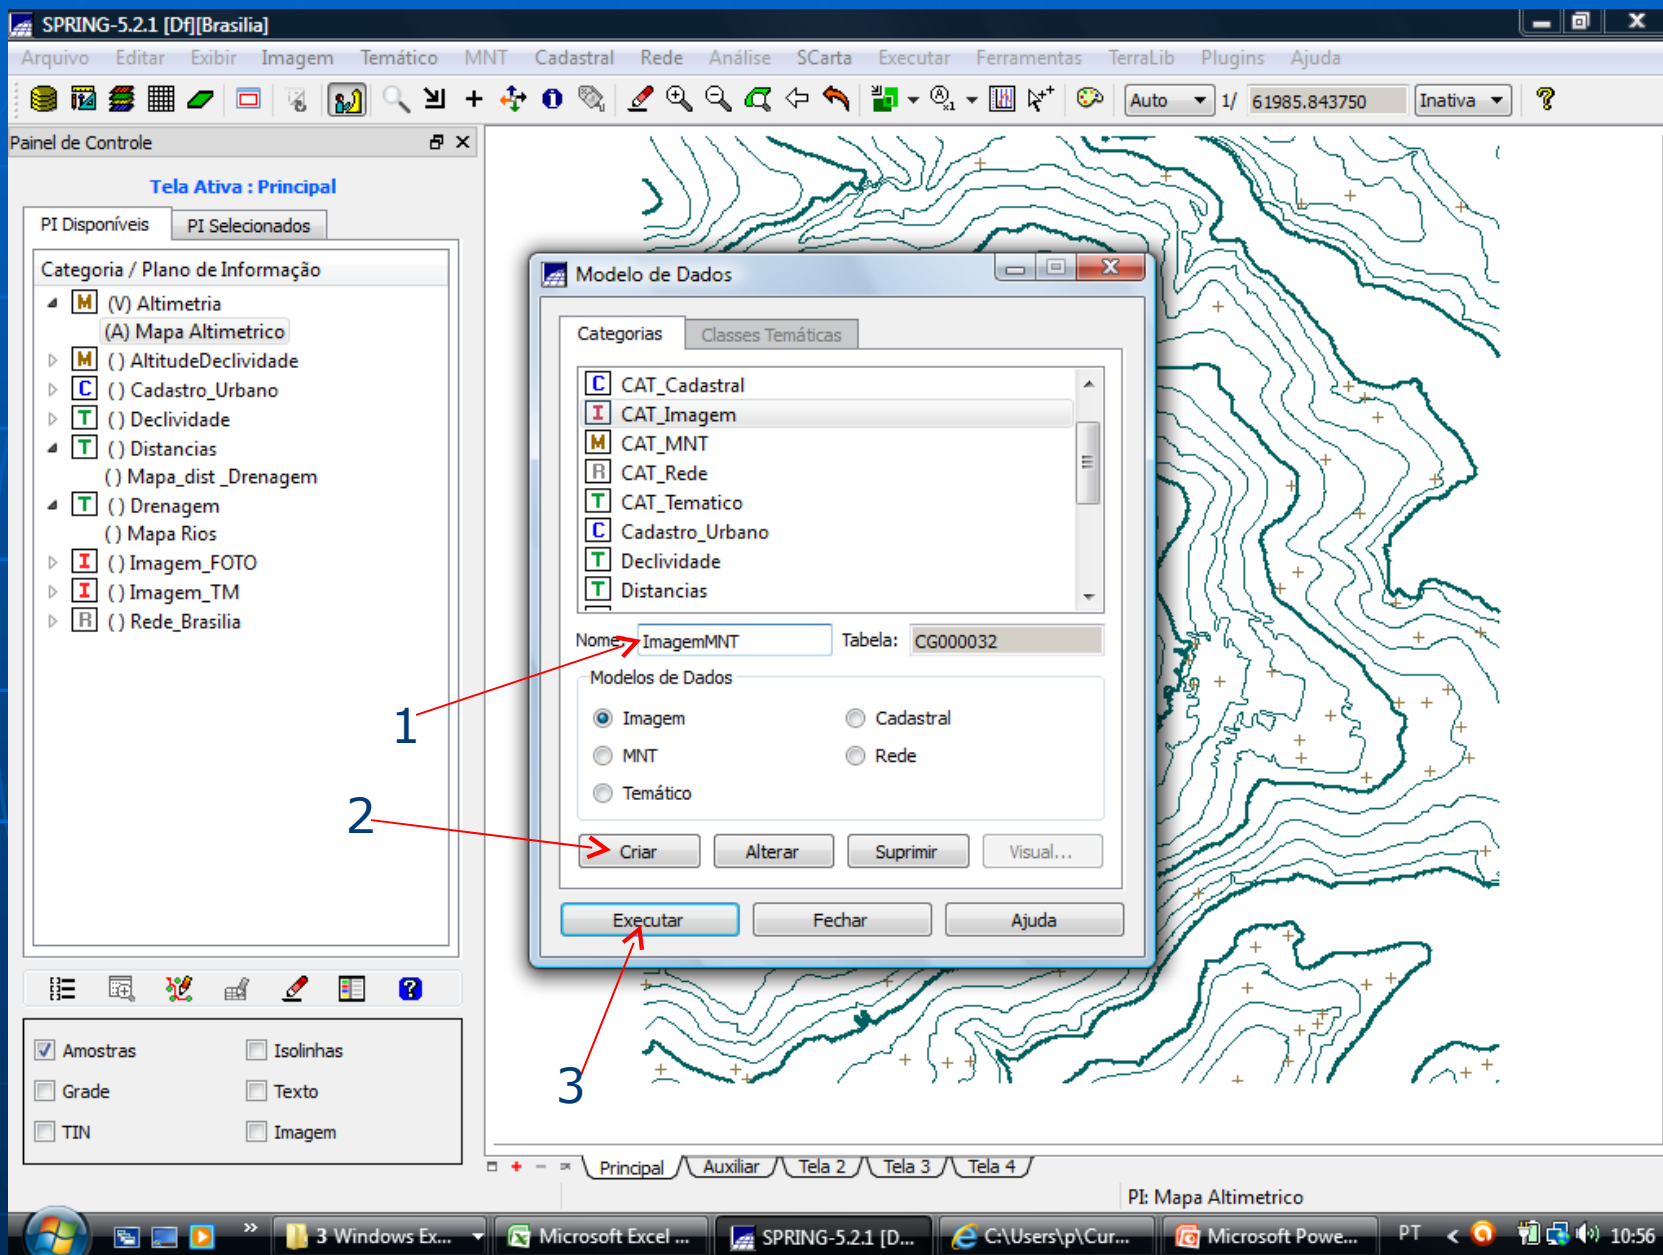 SPRING-5.2.1 [Df][Brasilia]
Arquivo Editar Exibir Imagem Temático MNT Cadastral Rede Análise SCarta Executar Ferramentas TerraLib Plugins Ajuda
Auto 1/ 61985.843750 Inativa
Painel de Controle
Tela Ativa : Principal
PI Disponíveis PI Selecionados
Categoria / Plano de Informação
M (V) Altimetria
(A) Mapa Altimetrico
M ( ) AltitudeDeclividade
C ( ) Cadastro_Urbano
T ( ) Declividade
T ( ) Distancias
( ) Mapa_dist _Drenagem
T ( ) Drenagem
( ) Mapa Rios
I ( ) Imagem_FOTO
I ( ) Imagem_TM
R ( ) Rede_Brasilia
Modelo de Dados
Categorias Classes Temáticas
C CAT_Cadastral
I CAT_Imagem
M CAT_MNT
R CAT_Rede
T CAT_Tematico
C Cadastro_Urbano
T Declividade
T Distancias
Nome: ImagemMNT Tabela: CG000032
Modelos de Dados
Imagem Cadastral
MNT Rede
Temático
Criar Alterar Suprimir Visual...
Executar Fechar Ajuda
1
2
3
Amostras Isolinhas
Grade Texto
TIN Imagem
Principal Auxiliar Tela 2 Tela 3 Tela 4
PI: Mapa Altimetrico
3 Windows Ex... Microsoft Excel ... SPRING-5.2.1 [D... C:\Users\p\Cur... Microsoft Powe... PT 10:56